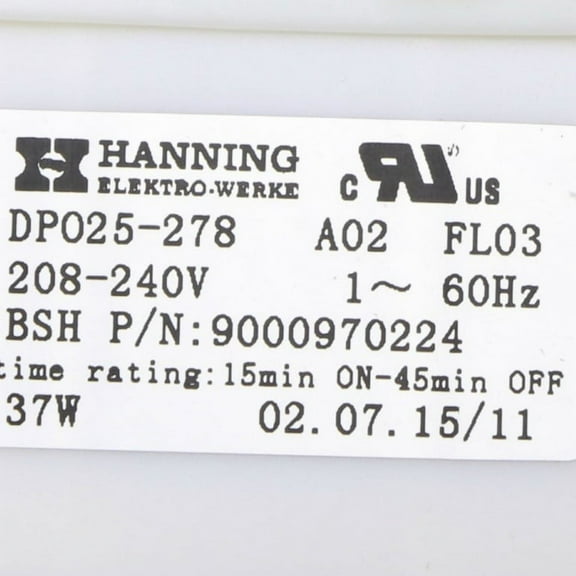 HANNING
ELEKTRO-WERKE
c RU US
DP025-278 A02 FL03
208-240V 1~ 60Hz
BSH P/N:9000970224
time rating:15min ON-45min OFF
37W 02.07.15/11